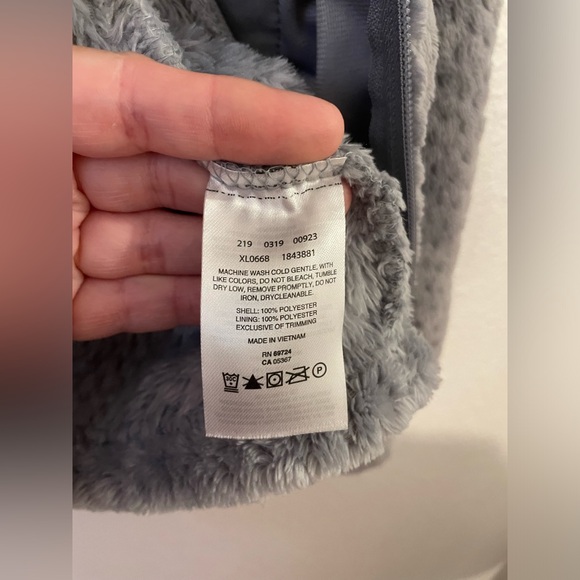 219 0319 00923
XL0668 1843881
MACHINE WASH COLD GENTLE, WITH
LIKE COLORS, DO NOT BLEACH, TUMBLE
DRY LOW, REMOVE PROMPTLY, DO NOT
IRON, DRYCLEANABLE.
SHELL: 100% POLYESTER
LINING: 100% POLYESTER
EXCLUSIVE OF TRIMMING
MADE IN VIETNAM
RN 69724
CA 05367
P